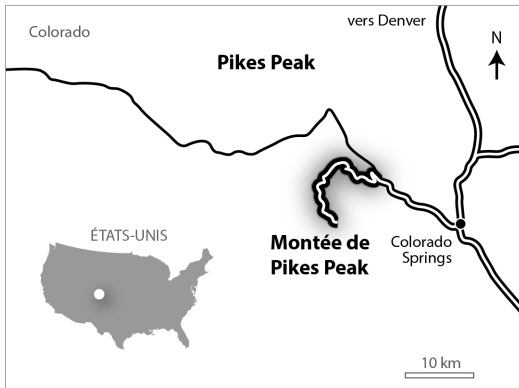 vers Denver
Colorado
N
Pikes Peak
ÉTATS-UNIS
Montée de
Pikes Peak
Colorado
Springs
10 km